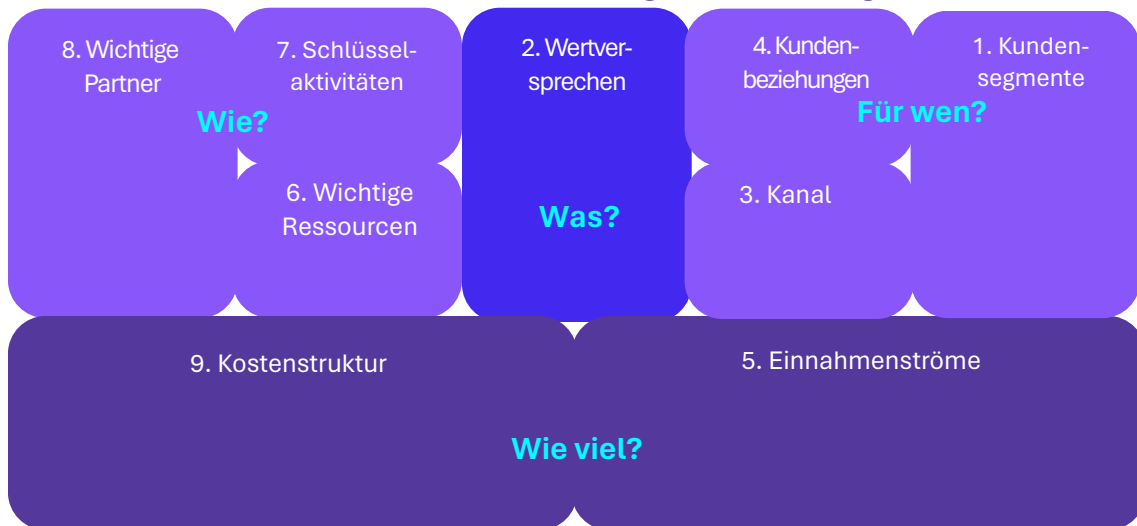 8. Wichtige
Partner
7. Schlüssel-
aktivitäten
Wie?
6. Wichtige
Ressourcen
2. Wertver-
sprechen
Was?
4. Kunden-
beziehungen
1. Kunden-
segmente
Für wen?
3. Kanal
9. Kostenstruktur
5. Einnahmenströme
Wie viel?